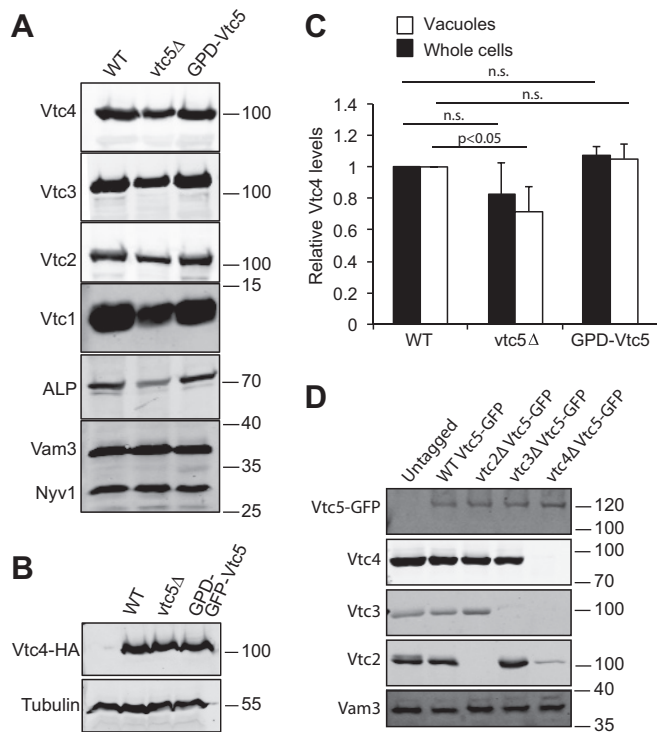 A
WT
vtc5Δ
GPD-Vtc5
Vtc4
100
Vtc3
100
Vtc2
100
15
Vtc1
ALP
70
40
Vam3
35
Nyv1
25
B
WT
vtc5Δ
GPD-
GFP-Vtc5
Vtc4-HA
100
Tubulin
55
C
Vacuoles
Whole cells
n.s.
n.s.
n.s.
p<0.05
Relative Vtc4 levels
1.4
1.2
1
0.8
0.6
0.4
0.2
0
WT
vtc5Δ
GPD-Vtc5
D
Untagged
WT Vtc5-GFP
vtc2Δ Vtc5-GFP
vtc3Δ Vtc5-GFP
vtc4Δ Vtc5-GFP
Vtc5-GFP
120
100
Vtc4
100
70
Vtc3
100
Vtc2
100
40
Vam3
35